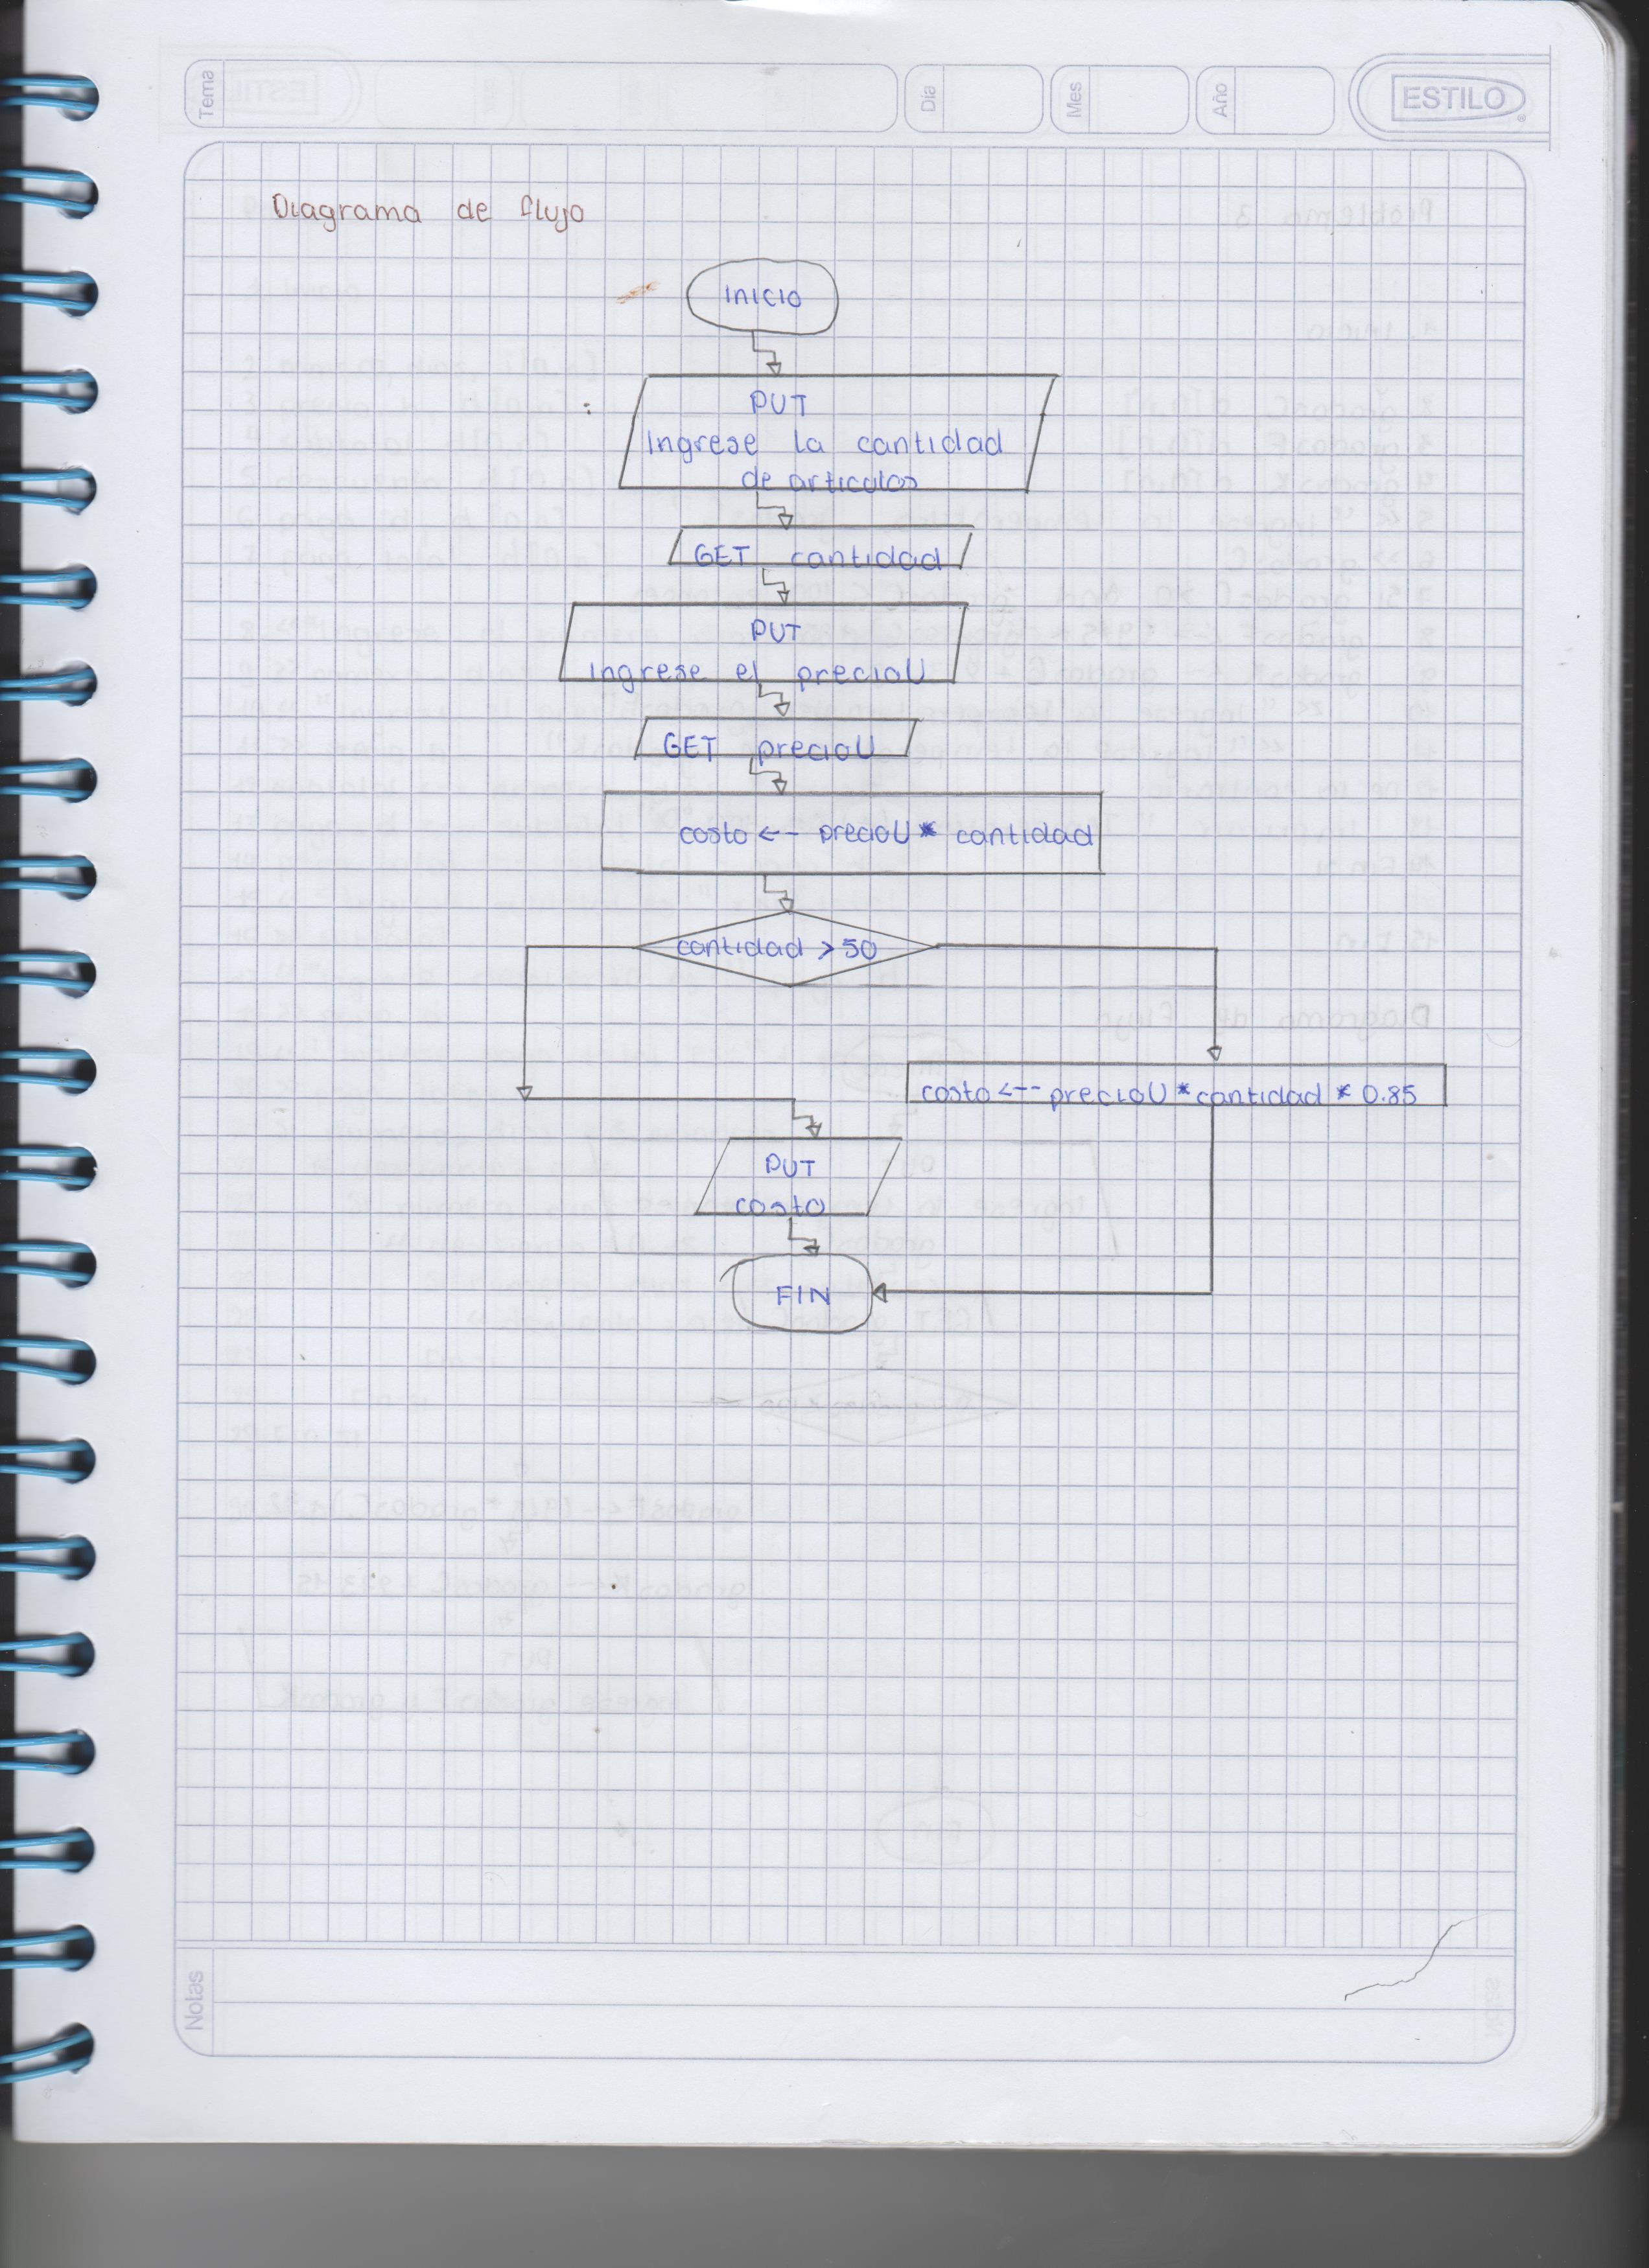 Tema
Día
Mes
Año
ESTILO
Diagrama de flujo
Inicio
PUT
Ingrese la cantidad
de articulos
GET cantidad
PUT
ingrese el precioU
GET precioU
costo <-- precioU * cantidad
cantidad > 50
costo <-- precioU * cantidad * 0.85
PUT
costo
FIN
Notas